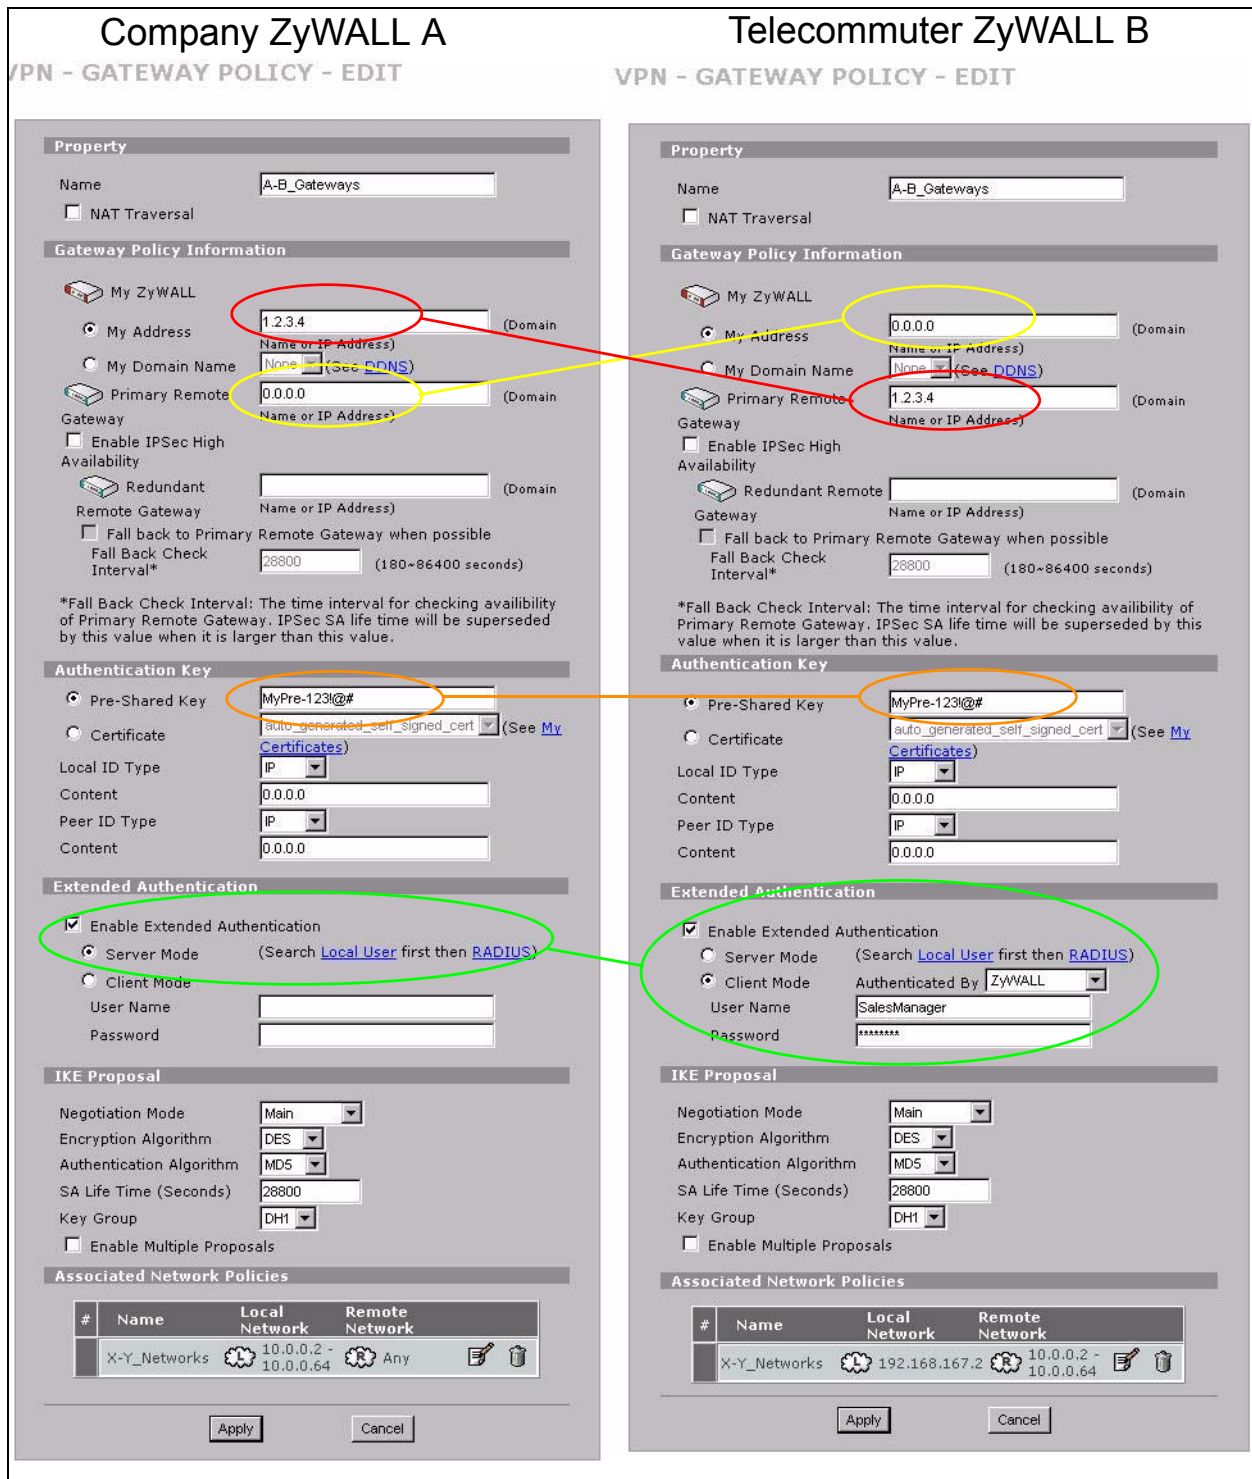 Company ZyWALL A
VPN - GATEWAY POLICY - EDIT
Property
Name A-B_Gateways
NAT Traversal
Gateway Policy Information
My ZyWALL
My Address 1.2.3.4 (Domain
Name or IP Address)
My Domain Name None (See DDNS)
Primary Remote 0.0.0.0 (Domain
Gateway Name or IP Address)
Enable IPSec High
Availability
Redundant (Domain
Remote Gateway Name or IP Address)
Fall back to Primary Remote Gateway when possible
Fall Back Check
Interval* 28800 (180~86400 seconds)
*Fall Back Check Interval: The time interval for checking availibility
of Primary Remote Gateway. IPSec SA life time will be superseded
by this value when it is larger than this value.
Authentication Key
Pre-Shared Key MyPre-123!@#
Certificate auto_generated_self_signed_cert (See My
Certificates)
Local ID Type IP
Content 0.0.0.0
Peer ID Type IP
Content 0.0.0.0
Extended Authentication
Enable Extended Authentication
Server Mode (Search Local User first then RADIUS)
Client Mode
User Name
Password
IKE Proposal
Negotiation Mode Main
Encryption Algorithm DES
Authentication Algorithm MD5
SA Life Time (Seconds) 28800
Key Group DH1
Enable Multiple Proposals
Associated Network Policies
# Name Local Network Remote Network
X-Y_Networks L 10.0.0.2 - 10.0.0.64 R Any
Apply Cancel
Telecommuter ZyWALL B
VPN - GATEWAY POLICY - EDIT
Property
Name A-B_Gateways
NAT Traversal
Gateway Policy Information
My ZyWALL
My Address 0.0.0.0 (Domain
Name or IP Address)
My Domain Name None (See DDNS)
Primary Remote 1.2.3.4 (Domain
Gateway Name or IP Address)
Enable IPSec High
Availability
Redundant Remote (Domain
Gateway Name or IP Address)
Fall back to Primary Remote Gateway when possible
Fall Back Check
Interval* 28800 (180~86400 seconds)
*Fall Back Check Interval: The time interval for checking availibility of
Primary Remote Gateway. IPSec SA life time will be superseded by this
value when it is larger than this value.
Authentication Key
Pre-Shared Key MyPre-123!@#
Certificate auto_generated_self_signed_cert (See My
Certificates)
Local ID Type IP
Content 0.0.0.0
Peer ID Type IP
Content 0.0.0.0
Extended Authentication
Enable Extended Authentication
Server Mode (Search Local User first then RADIUS)
Client Mode Authenticated By ZyWALL
User Name SalesManager
Password ********
IKE Proposal
Negotiation Mode Main
Encryption Algorithm DES
Authentication Algorithm MD5
SA Life Time (Seconds) 28800
Key Group DH1
Enable Multiple Proposals
Associated Network Policies
# Name Local Network Remote Network
X-Y_Networks L 192.168.167.2 R 10.0.0.2 - 10.0.0.64
Apply Cancel